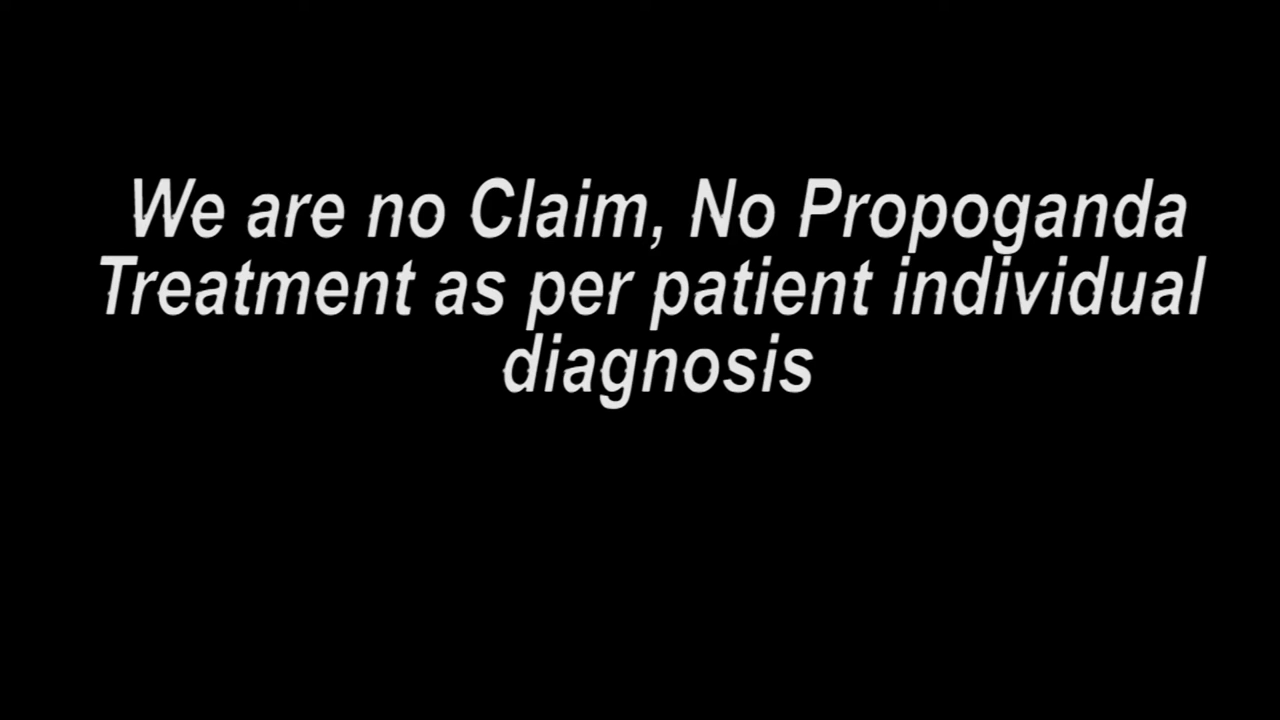 We are no Claim, No Propoganda
Treatment as per patient individual
diagnosis